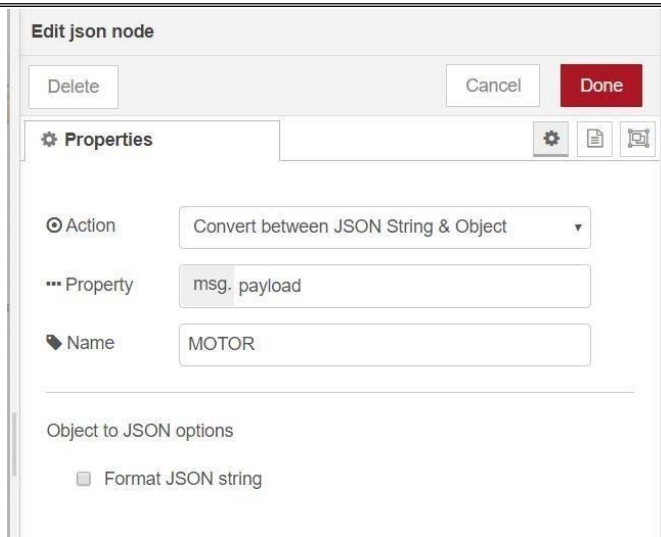 Edit json node
Delete Cancel Done
Properties
Action Convert between JSON String & Object
Property msg. payload
Name MOTOR
Object to JSON options
Format JSON string